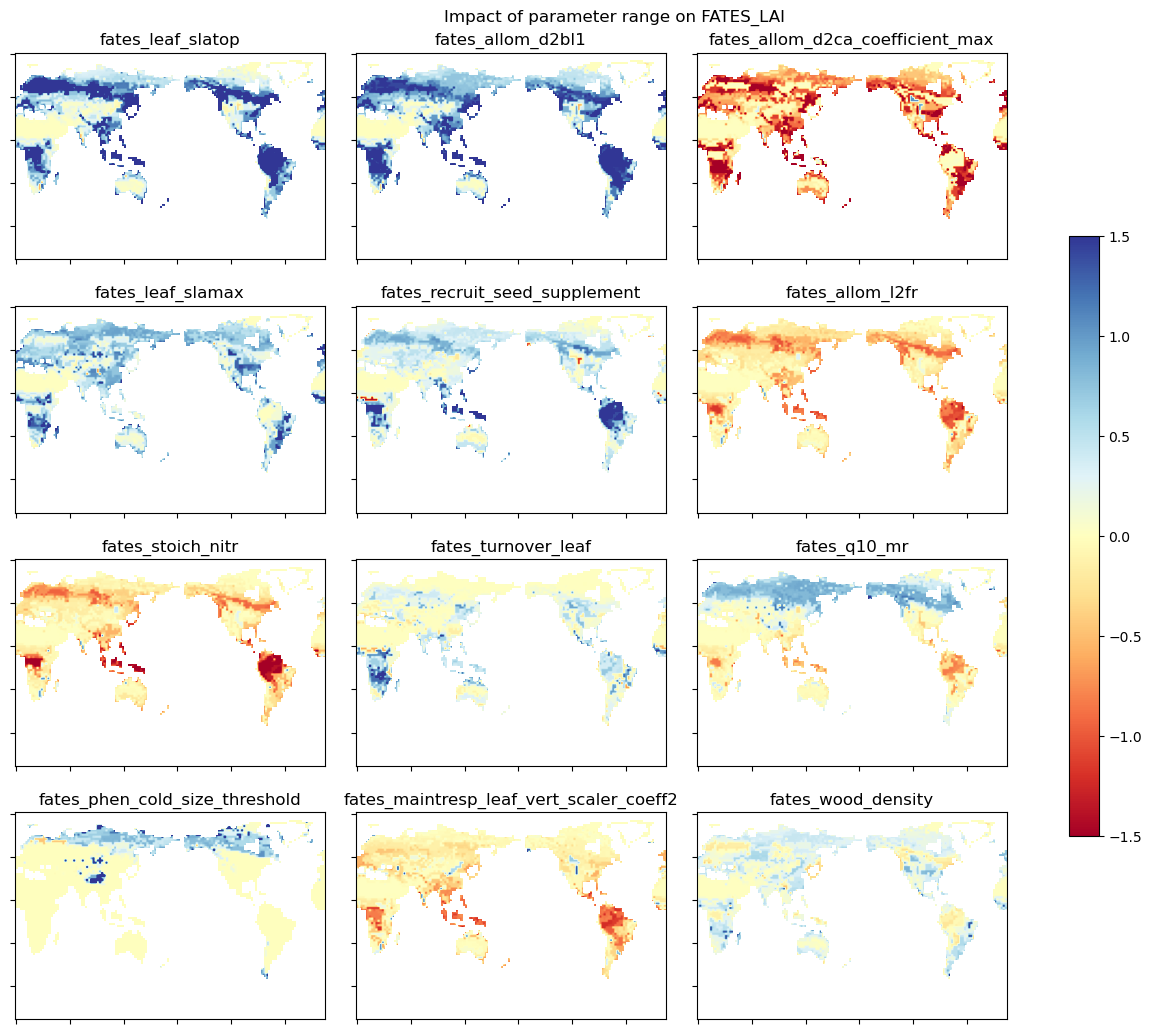 Impact of parameter range on FATES_LAI
fates_leaf_slatop
fates_allom_d2bl1
fates_allom_d2ca_coefficient_max
fates_leaf_slamax
fates_recruit_seed_supplement
fates_allom_l2fr
fates_stoich_nitr
fates_turnover_leaf
fates_q10_mr
fates_phen_cold_size_threshold
fates_maintresp_leaf_vert_scaler_coeff2
fates_wood_density
1.5
1.0
0.5
0.0
−0.5
−1.0
−1.5